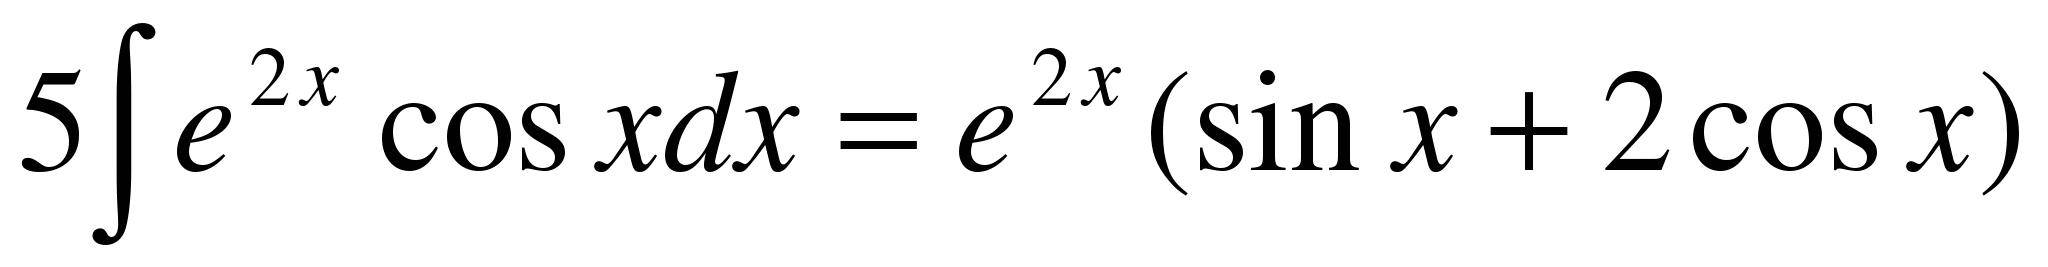 5∫e^{2x} cos xdx = e^{2x}(sin x + 2cos x)